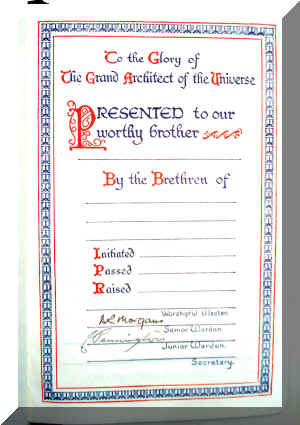 To the Glory of
The Grand Architect of the Universe
PRESENTED to our
worthy brother
By the Brethren of
Initiated
Passed
Raised
Worshipful Master
Morgan
Senior Warden
Junior Warden.
Secretary.